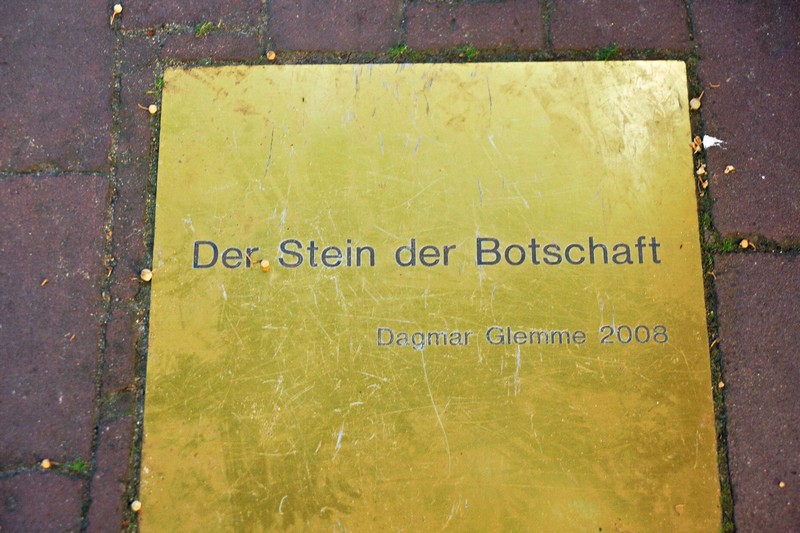 Der Stein der Botschaft
Dagmar Glemme 2008